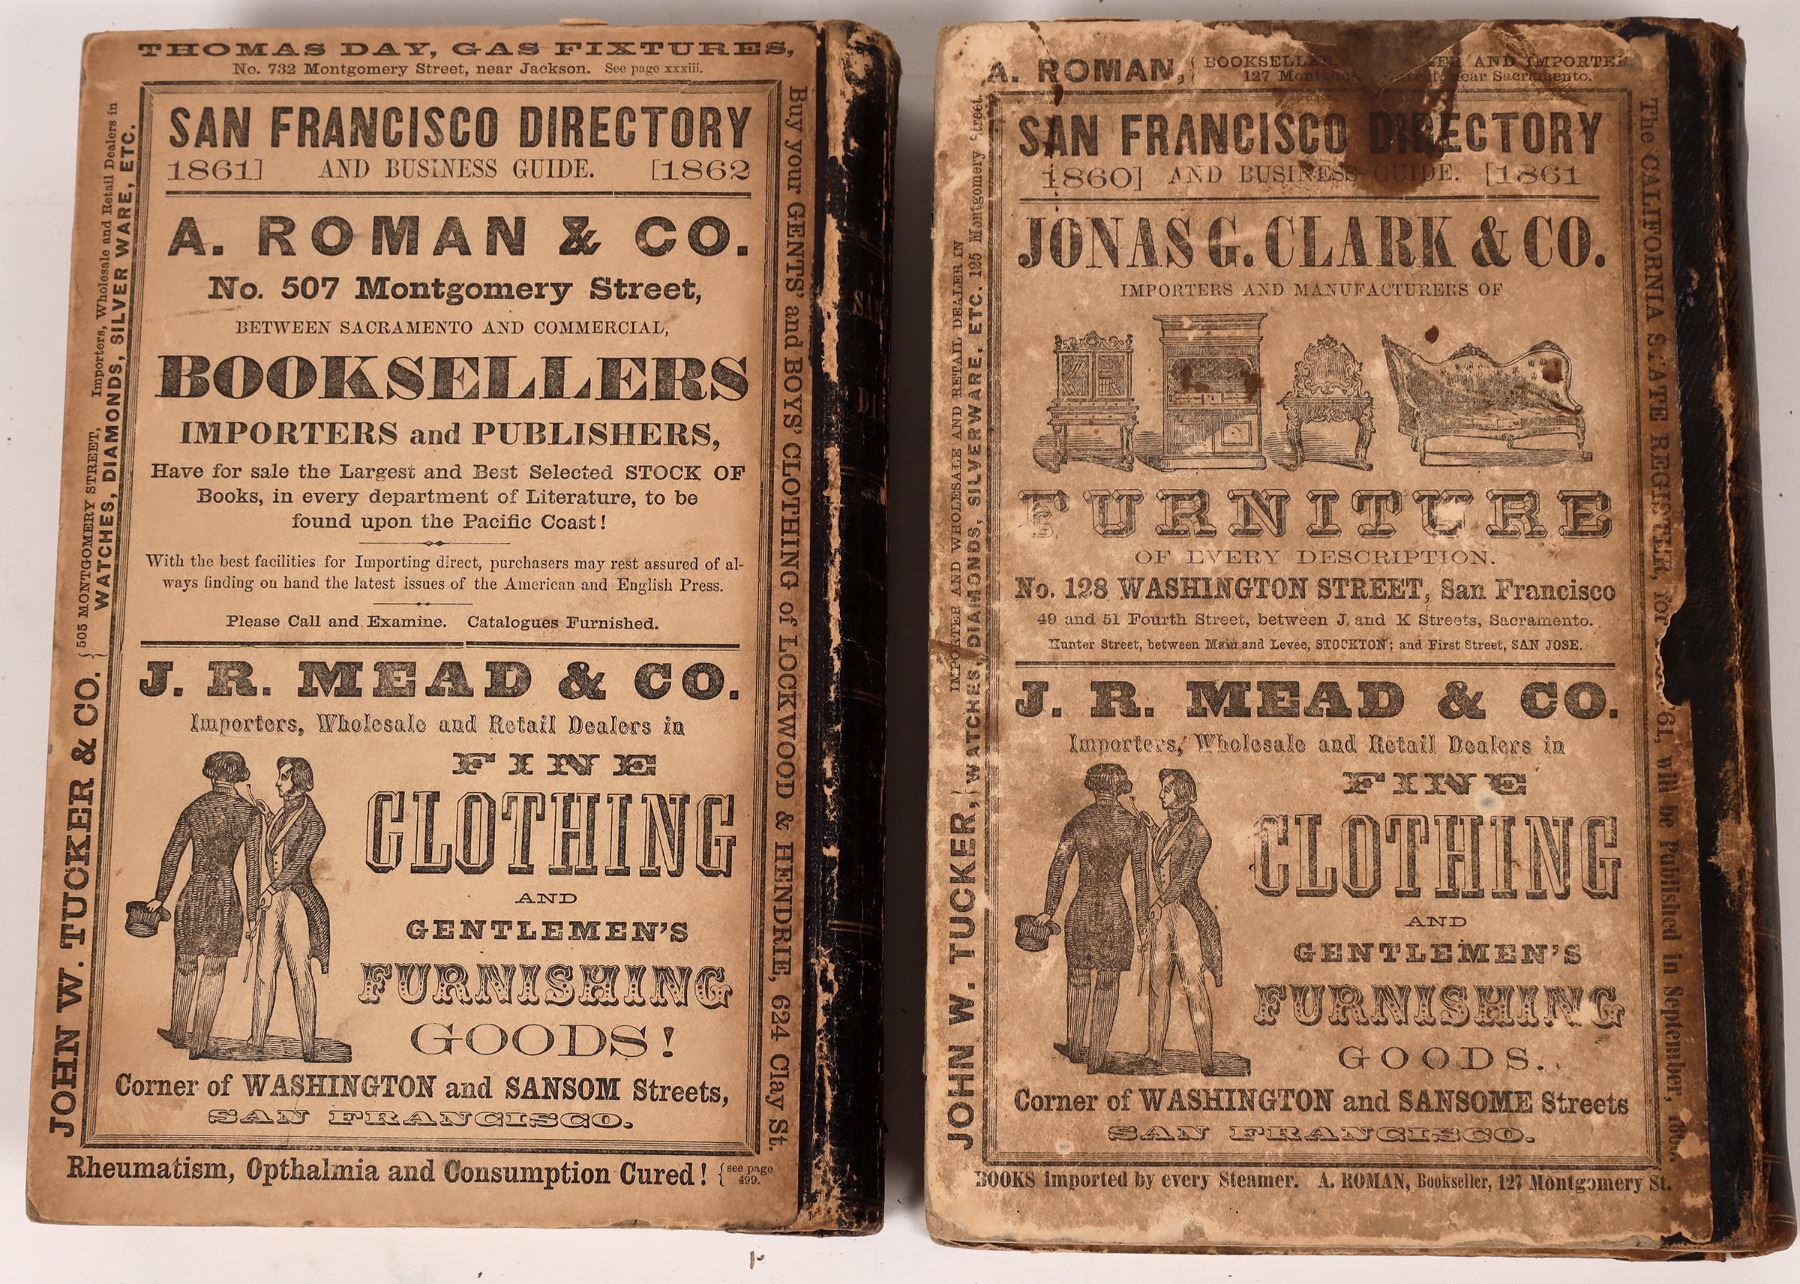 THOMAS DAY, GAS FIXTURES,
No. 732 Montgomery Street, near Jackson. See page xxxiii.
SAN FRANCISCO DIRECTORY
1861] AND BUSINESS GUIDE. [1862
A. ROMAN & CO.
No. 507 Montgomery Street,
BETWEEN SACRAMENTO AND COMMERCIAL,
BOOKSELLERS
IMPORTERS and PUBLISHERS,
Have for sale the Largest and Best Selected STOCK OF
Books, in every department of Literature, to be
found upon the Pacific Coast!
With the best facilities for Importing direct, purchasers may rest assured of al-
ways finding on hand the latest issues of the American and English Press.
Please Call and Examine. Catalogues Furnished.
J. R. MEAD & CO.
Importers, Wholesale and Retail Dealers in
FINE
CLOTHING
AND
GENTLEMEN'S
FURNISHING
GOODS!
Corner of WASHINGTON and SANSOM Streets,
SAN FRANCISCO.
Rheumatism, Opthalmia and Consumption Cured! {see page
499.
JOHN W. TUCKER & CO. {505 MONTGOMERY STREET, Importers, Wholesale and Retail Dealers in
WATCHES, DIAMONDS, SILVER WARE, ETC.
Buy your GENTS' and BOYS' CLOTHING of LOCKWOOD & HENDRIE, 624 Clay St.
A. ROMAN, { BOOKSELLER, AND IMPORTER,
127 near Sacramento.
SAN FRANCISCO DIRECTORY
1860] AND BUSINESS GUIDE. [1861
JONAS G. CLARK & CO.
IMPORTERS AND MANUFACTURERS OF
FURNITURE
OF EVERY DESCRIPTION.
No. 128 WASHINGTON STREET, San Francisco
49 and 51 Fourth Street, between J. and K Streets, Sacramento.
Hunter Street, between Main and Levee, STOCKTON; and First Street, SAN JOSE.
J. R. MEAD & CO.
Importers, Wholesale and Retail Dealers in
FINE
CLOTHING
AND
GENTLEMEN'S
FURNISHING
GOODS.
Corner of WASHINGTON and SANSOME Streets
SAN FRANCISCO.
BOOKS imported by every Steamer. A. ROMAN, Bookseller, 127 Montgomery St.
JOHN W. TUCKER, { IMPORTER AND WHOLESALE AND RETAIL DEALER IN
WATCHES, DIAMONDS, SILVERWARE, ETC. 125 Montgomery Street.
The CALIFORNIA STATE REGISTER, for 61, will be Published in September,